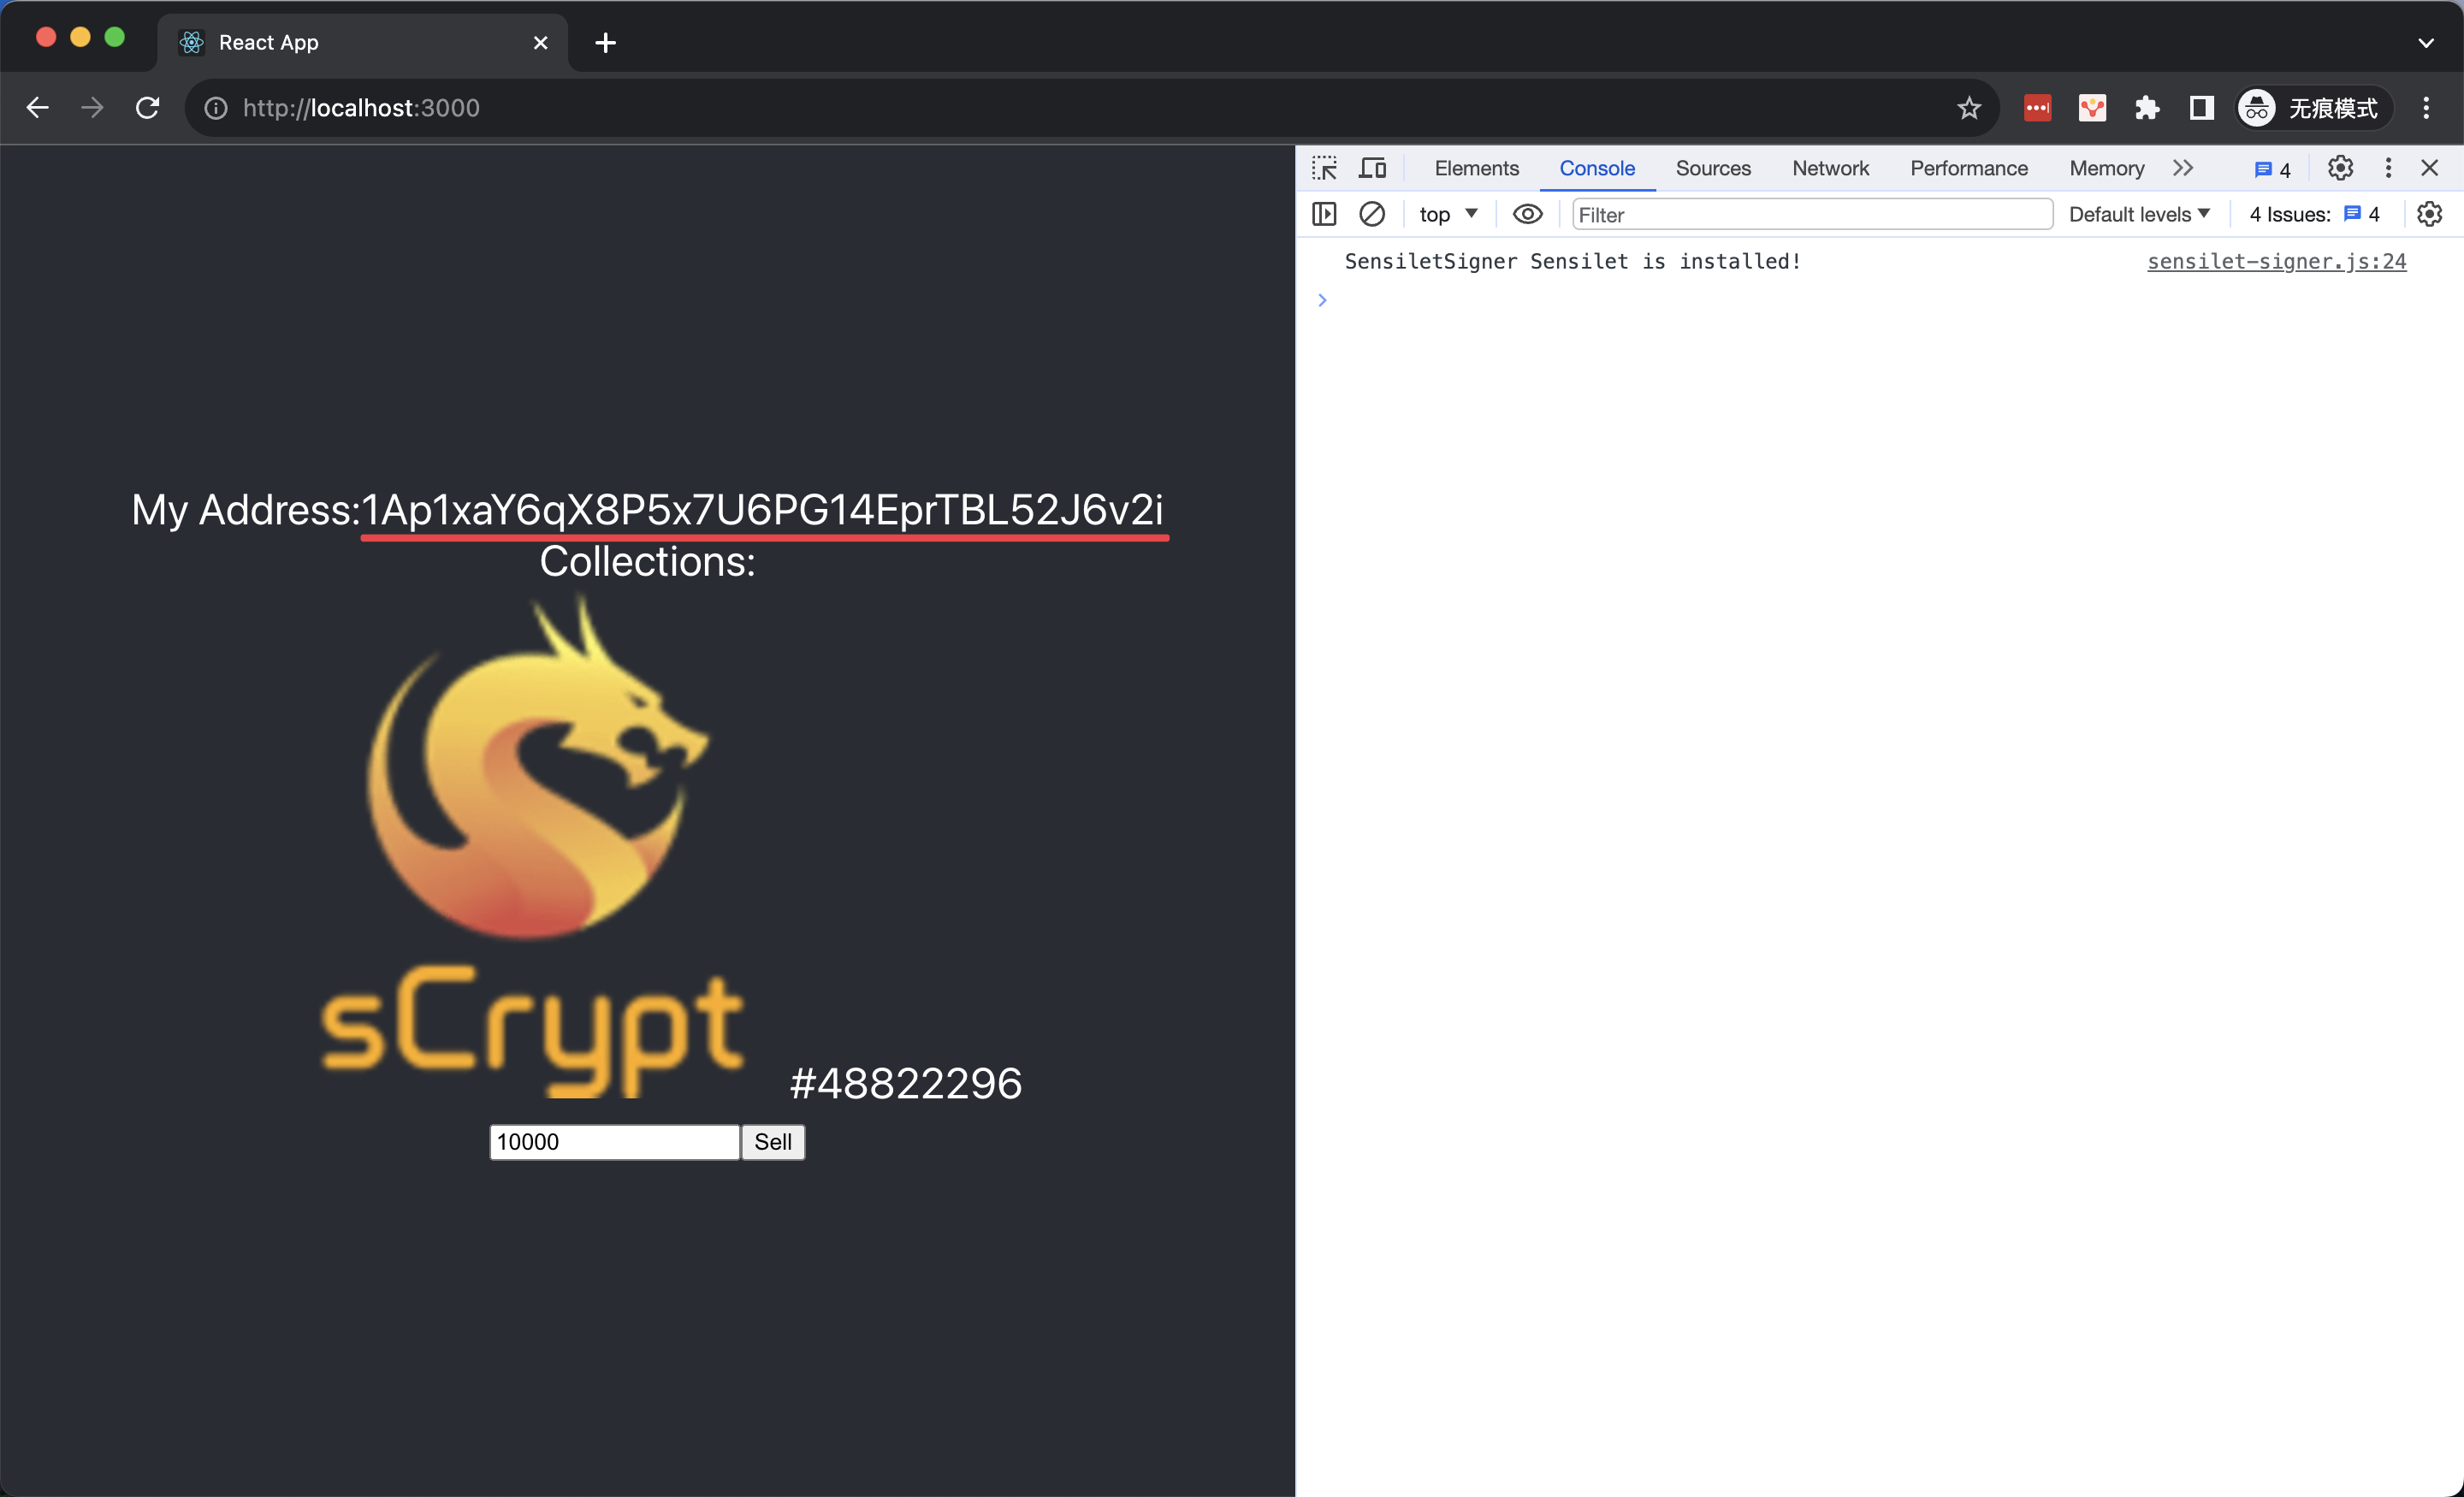 React App
http://localhost:3000
无痕模式
Elements Console Sources Network Performance Memory 4
top Filter Default levels 4 Issues: 4
SensiletSigner Sensilet is installed! sensilet-signer.js:24
My Address:1Ap1xaY6qX8P5x7U6PG14EprTBL52J6v2i
Collections:
sCrypt
#48822296
10000 Sell